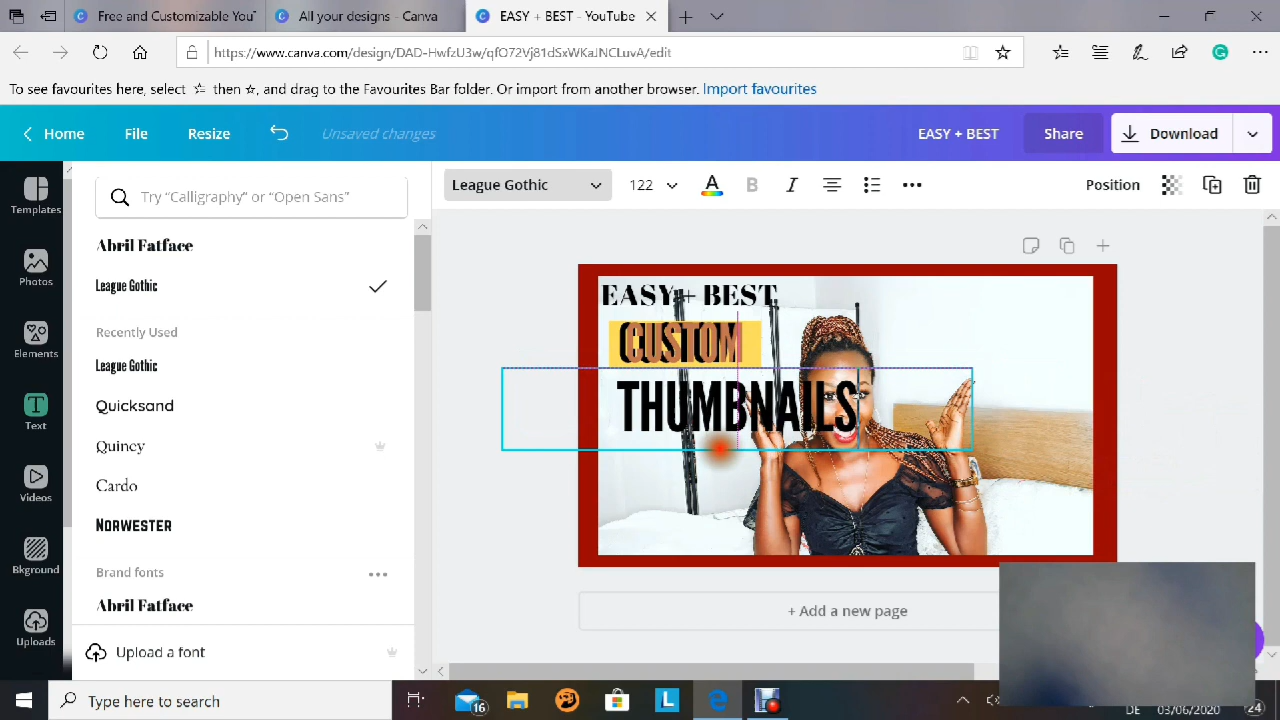 Free and Customizable YouT
All your designs - Canva
EASY + BEST - YouTube
https://www.canva.com/design/DAD-HwfzU3w/qfO72Vj81dSxWKaJNCLuvA/edit
To see favourites here, select ☆ then ☆, and drag to the Favourites Bar folder. Or import from another browser. Import favourites
Home File Resize Unsaved changes EASY + BEST Share Download
Try “Calligraphy” or “Open Sans”
League Gothic 122 A B I Position
Templates
Photos
Elements
Text
Videos
Bkground
Uploads
Abril Fatface
League Gothic
Recently Used
League Gothic
Quicksand
Quincy
Cardo
Norwester
Brand fonts
Abril Fatface
Upload a font
EASY + BEST
CUSTOM
THUMBNAILS
+ Add a new page
Type here to search
16
L
DE
03/06/2020
24